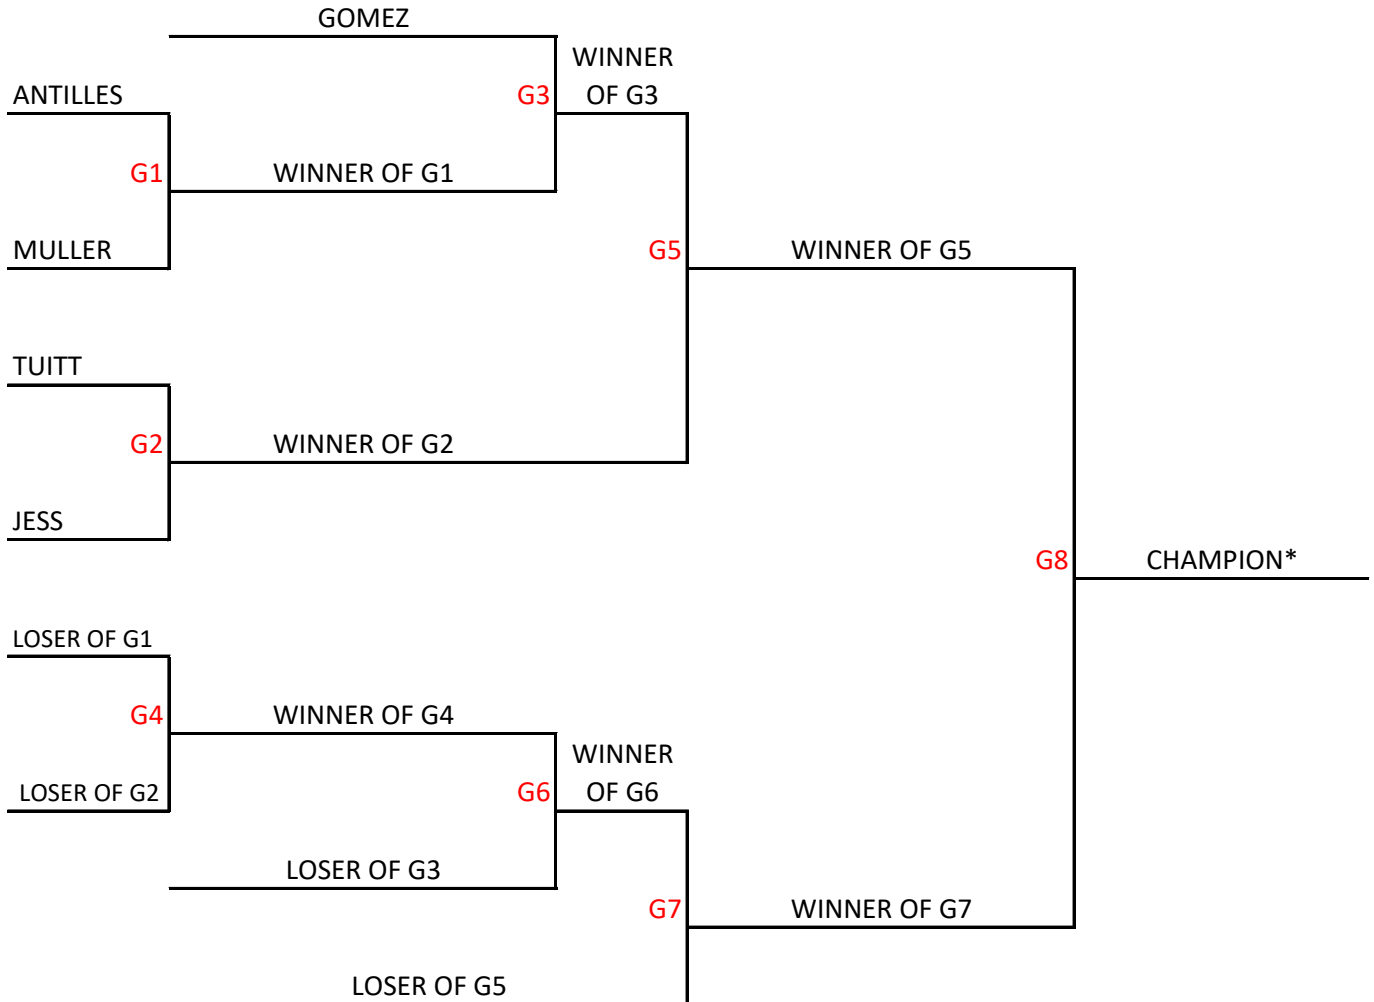 GOMEZ
WINNER
OF G3
ANTILLES
G3
G1
WINNER OF G1
MULLER
G5
WINNER OF G5
TUITT
G2
WINNER OF G2
JESS
G8
CHAMPION*
LOSER OF G1
G4
WINNER OF G4
WINNER
OF G6
LOSER OF G2
G6
LOSER OF G3
G7
WINNER OF G7
LOSER OF G5